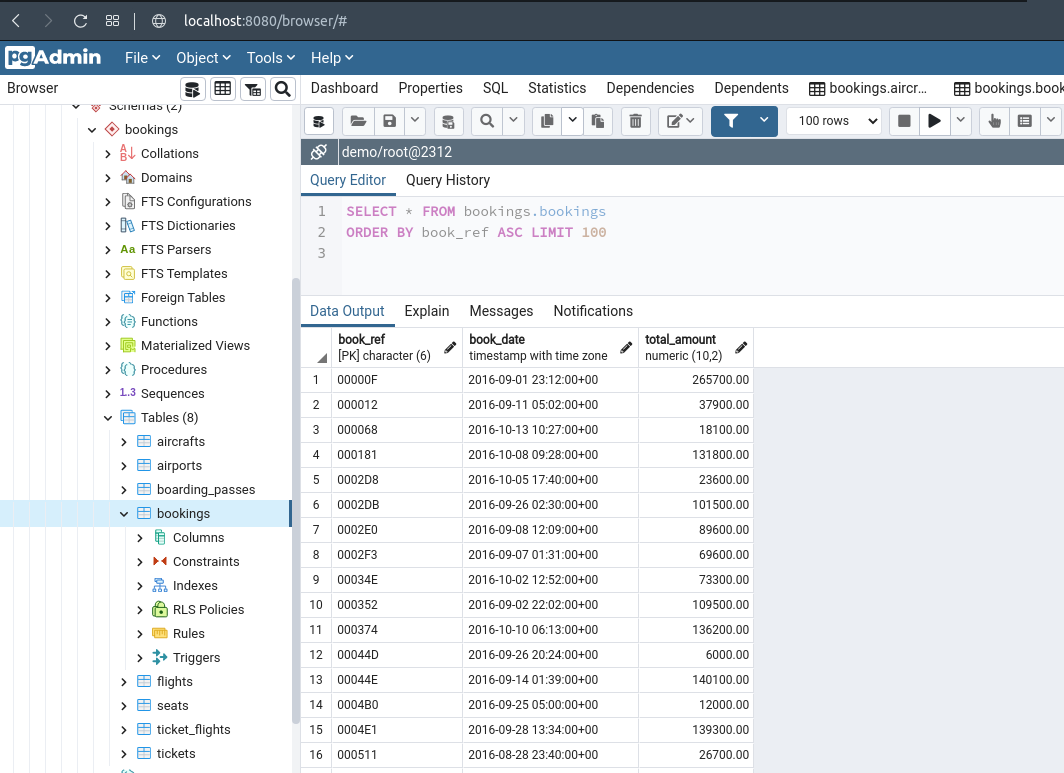 localhost:8080/browser/#
pgAdmin File Object Tools Help
Browser
Dashboard Properties SQL Statistics Dependencies Dependents bookings.aircr... bookings.book
Schemas (2)
bookings
Collations
Domains
FTS Configurations
FTS Dictionaries
Aa FTS Parsers
FTS Templates
Foreign Tables
Functions
Materialized Views
Procedures
1..3 Sequences
Tables (8)
aircrafts
airports
boarding_passes
bookings
Columns
Constraints
Indexes
RLS Policies
Rules
Triggers
flights
seats
ticket_flights
tickets
100 rows
demo/root@2312
Query Editor Query History
1 SELECT * FROM bookings.bookings
2 ORDER BY book_ref ASC LIMIT 100
3
Data Output Explain Messages Notifications
book_ref book_date total_amount
[PK] character (6) timestamp with time zone numeric (10,2)
1 00000F 2016-09-01 23:12:00+00 265700.00
2 000012 2016-09-11 05:02:00+00 37900.00
3 000068 2016-10-13 10:27:00+00 18100.00
4 000181 2016-10-08 09:28:00+00 131800.00
5 0002D8 2016-10-05 17:40:00+00 23600.00
6 0002DB 2016-09-26 02:30:00+00 101500.00
7 0002E0 2016-09-08 12:09:00+00 89600.00
8 0002F3 2016-09-07 01:31:00+00 69600.00
9 00034E 2016-10-02 12:52:00+00 73300.00
10 000352 2016-09-02 22:02:00+00 109500.00
11 000374 2016-10-10 06:13:00+00 136200.00
12 00044D 2016-09-26 20:24:00+00 6000.00
13 00044E 2016-09-14 01:39:00+00 140100.00
14 0004B0 2016-09-25 05:00:00+00 12000.00
15 0004E1 2016-09-28 13:34:00+00 139300.00
16 000511 2016-08-28 23:40:00+00 26700.00